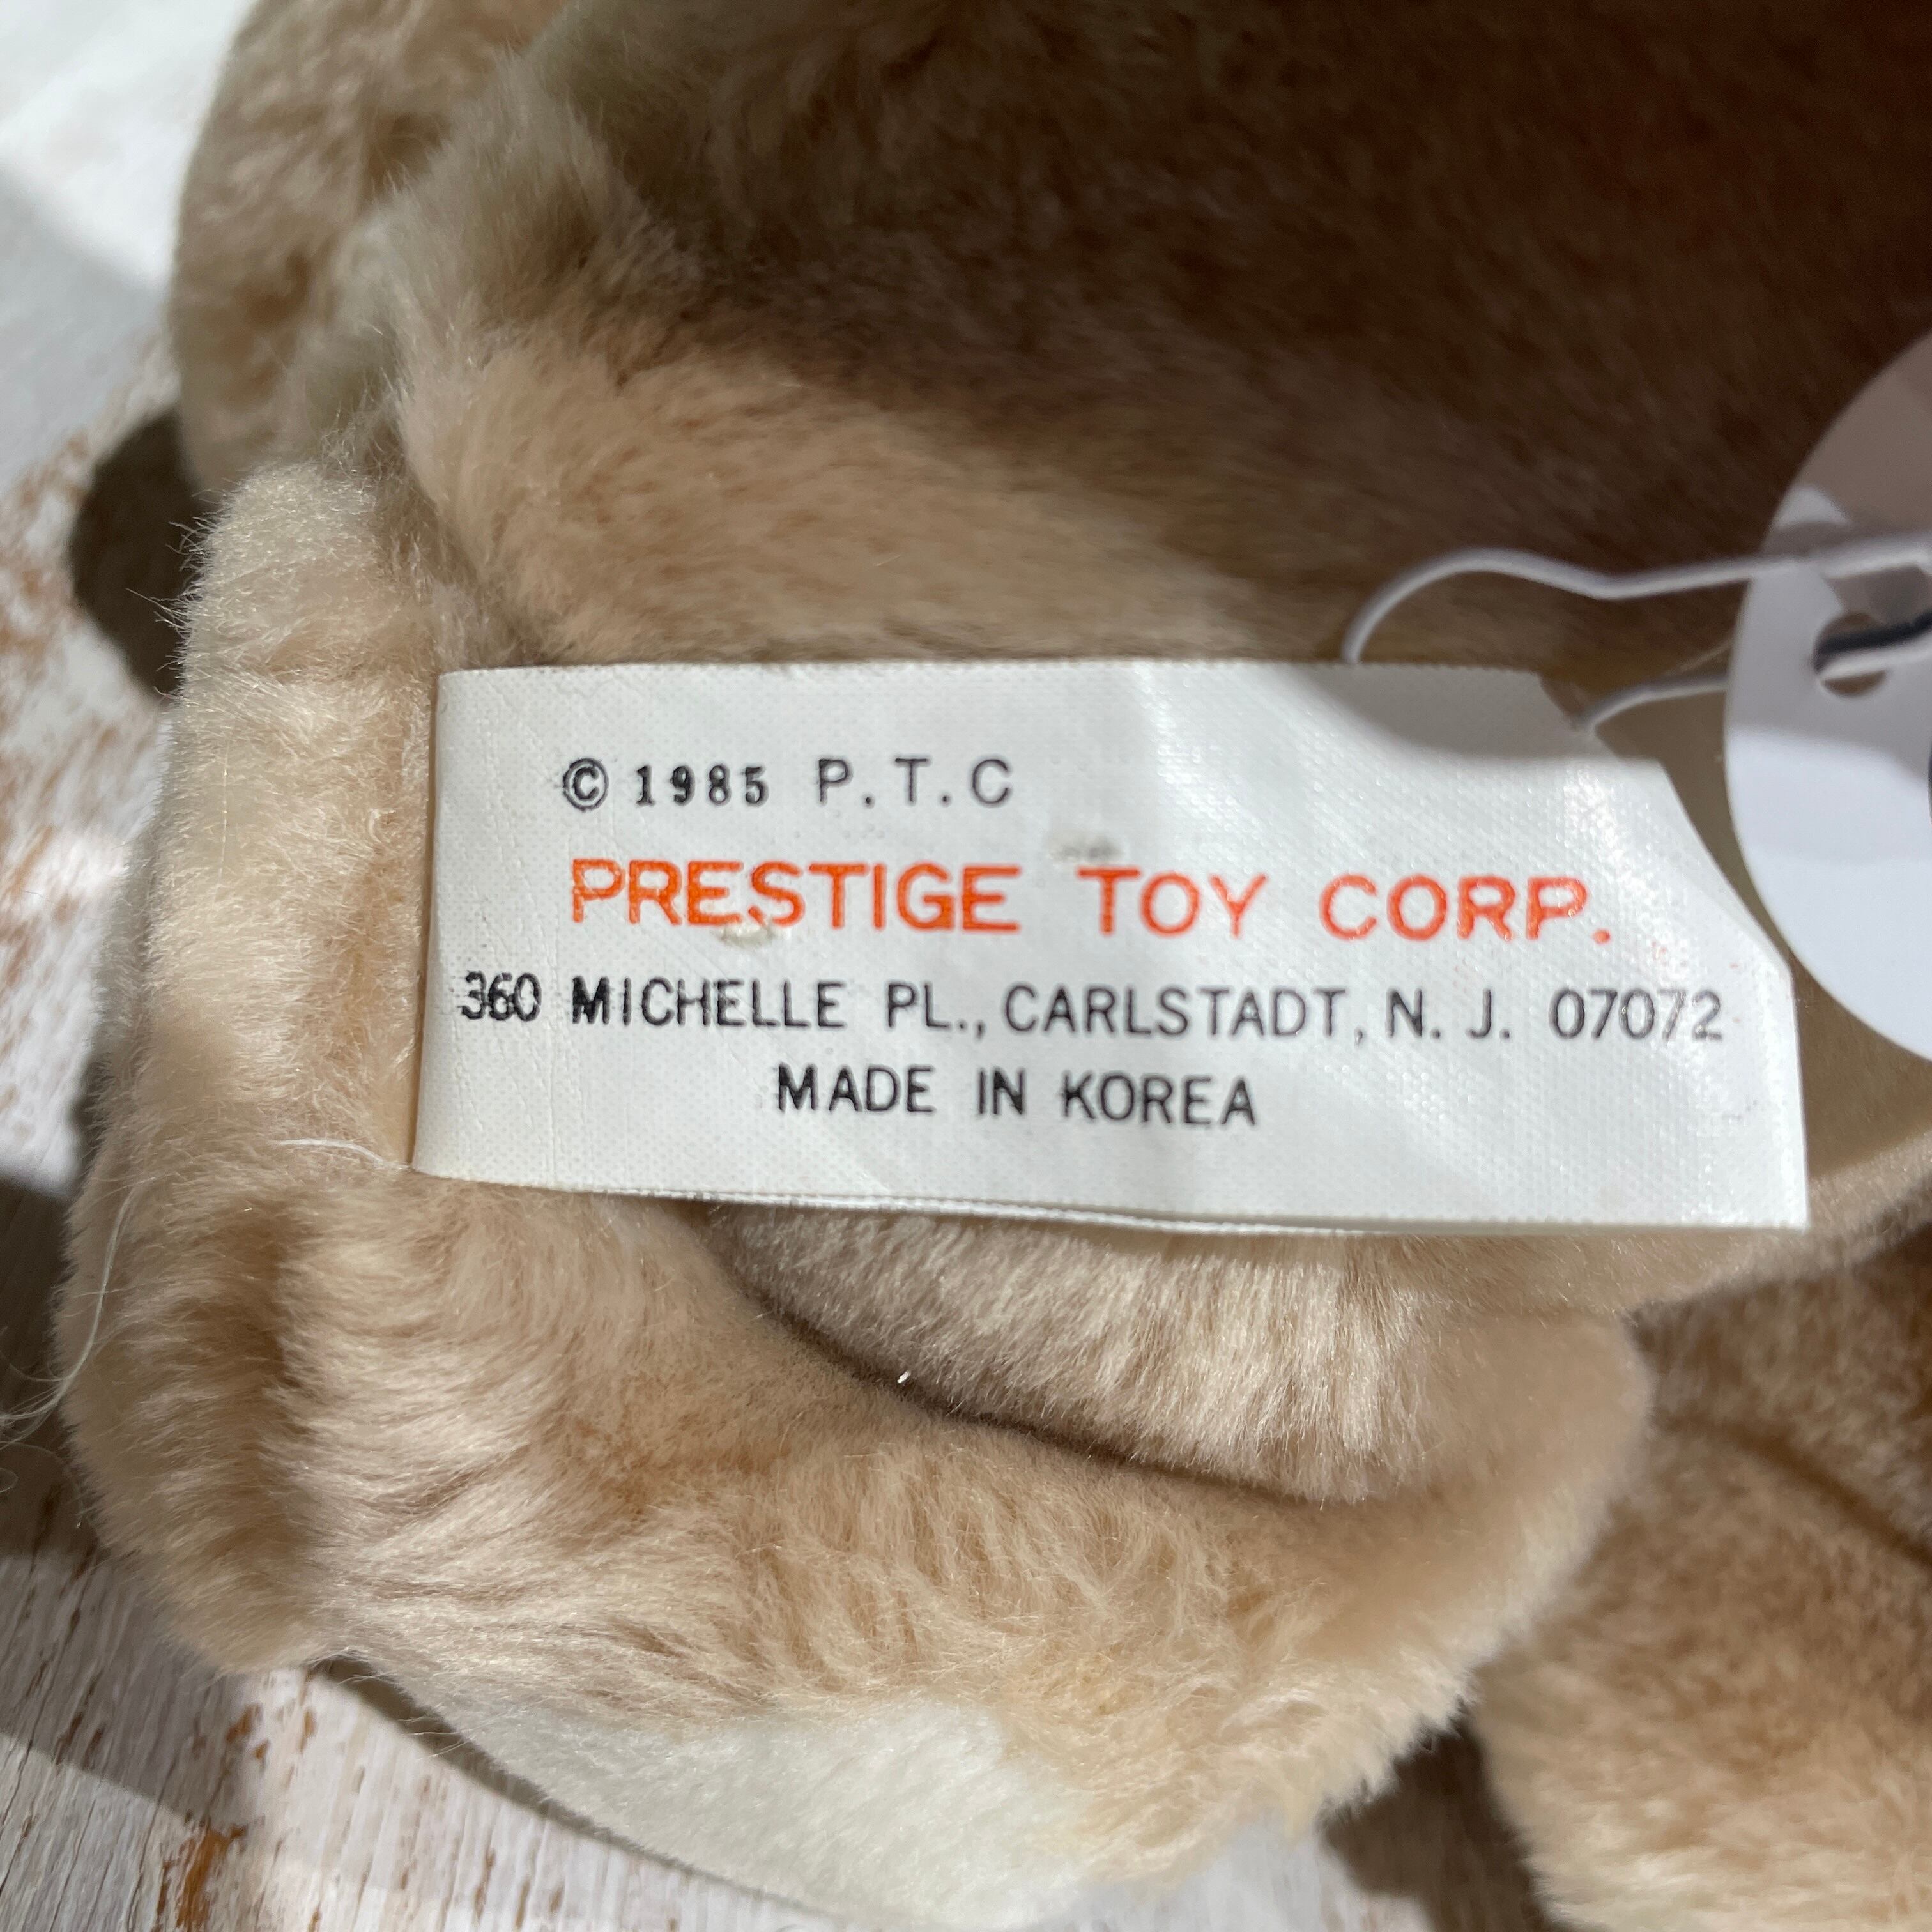 © 1985 P.T.C
PRESTIGE TOY CORP.
360 MICHELLE PL., CARLSTADT, N. J. 07072
MADE IN KOREA